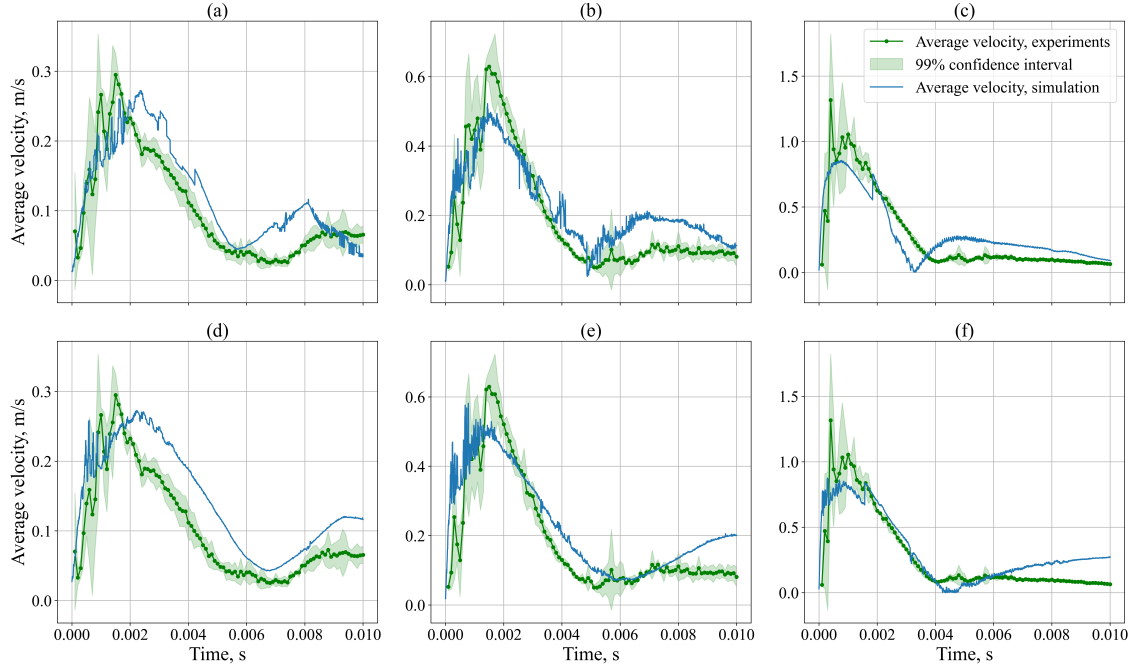 (a)
(b)
(c)
Average velocity, m/s
0.3
0.2
0.1
0.0
0.6
0.4
0.2
0.0
1.5
1.0
0.5
0.0
Average velocity, experiments
99% confidence interval
Average velocity, simulation
(d)
(e)
(f)
Average velocity, m/s
0.3
0.2
0.1
0.0
0.6
0.4
0.2
0.0
1.5
1.0
0.5
0.0
0.000 0.002 0.004 0.006 0.008 0.010
0.000 0.002 0.004 0.006 0.008 0.010
0.000 0.002 0.004 0.006 0.008 0.010
Time, s
Time, s
Time, s